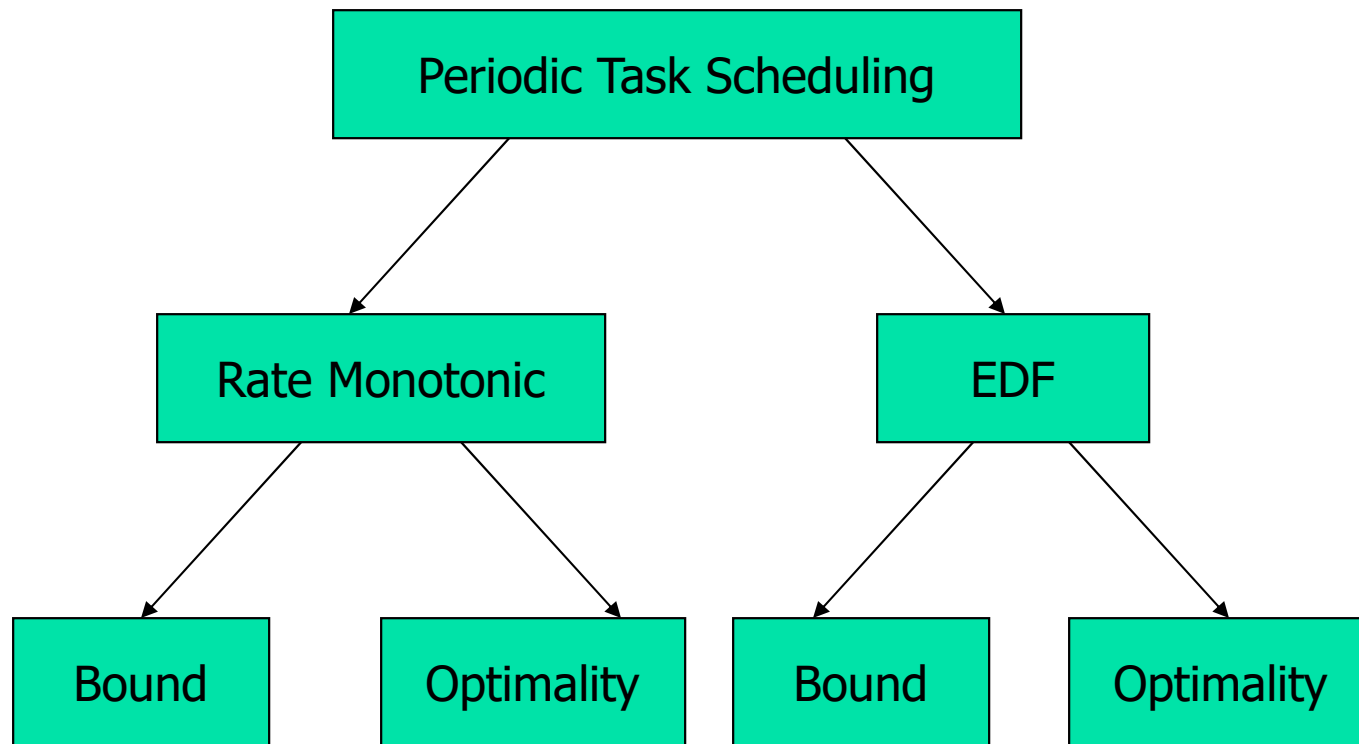 Periodic Task Scheduling
Rate Monotonic
EDF
Bound
Optimality
Bound
Optimality